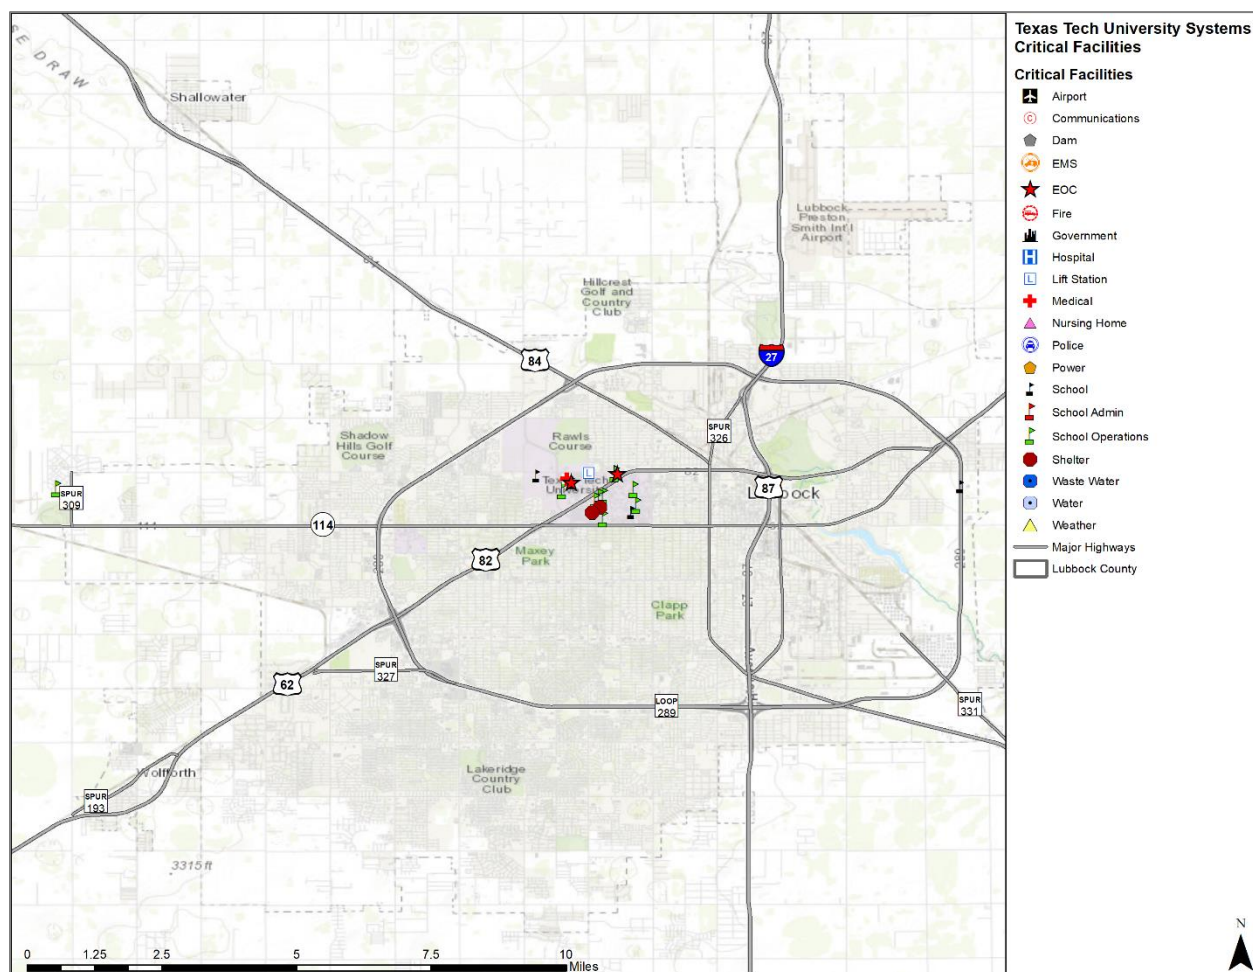 Texas Tech University Systems
Critical Facilities
Critical Facilities
Airport
C
Communications
Dam
EMS
EOC
Fire
Government
H
Hospital
L
Lift Station
Medical
Nursing Home
Police
Power
School
School Admin
School Operations
Shelter
Waste Water
Water
Weather
Major Highways
Lubbock County
DRAW
Shallowater
Lubbock
Preston
Smith Int'l
Airport
Hillcrest
Golf and
Country
Club
84
84
27
SPUR
326
Shadow
Hills Golf
Course
Rawls
Course
L
82
87
SPUR
309
114
114
82
Maxey
Park
Clapp
Park
SPUR
327
62
LOOP
289
SPUR
331
Wolfforth
SPUR
193
Lakeridge
Country
Club
3315 ft
N
0 1.25 2.5 5 7.5 10
Miles